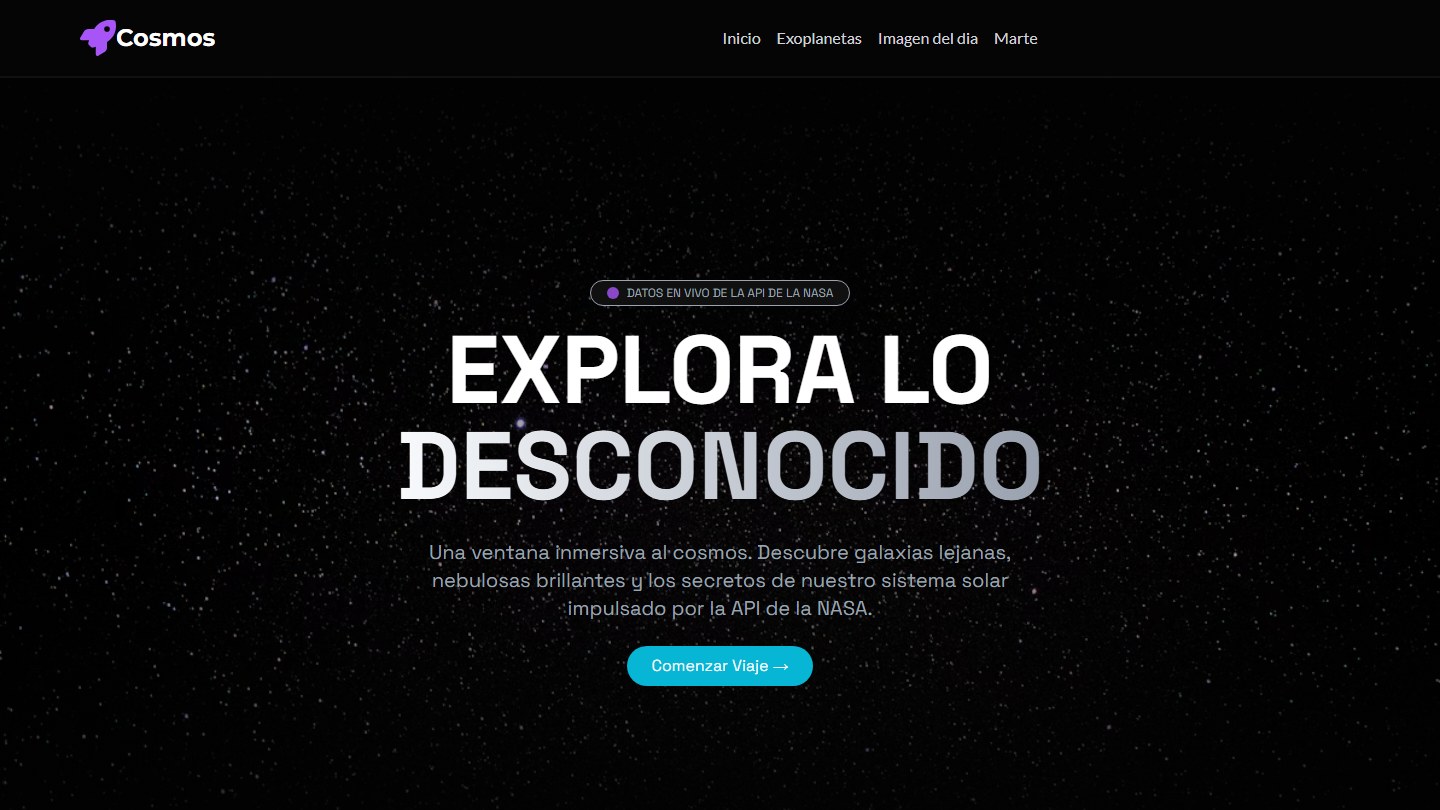 Cosmos
Inicio Exoplanetas Imagen del dia Marte
DATOS EN VIVO DE LA API DE LA NASA
EXPLORA LO
DESCONOCIDO
Una ventana inmersiva al cosmos. Descubre galaxias lejanas,
nebulosas brillantes y los secretos de nuestro sistema solar
impulsado por la API de la NASA.
Comenzar Viaje →